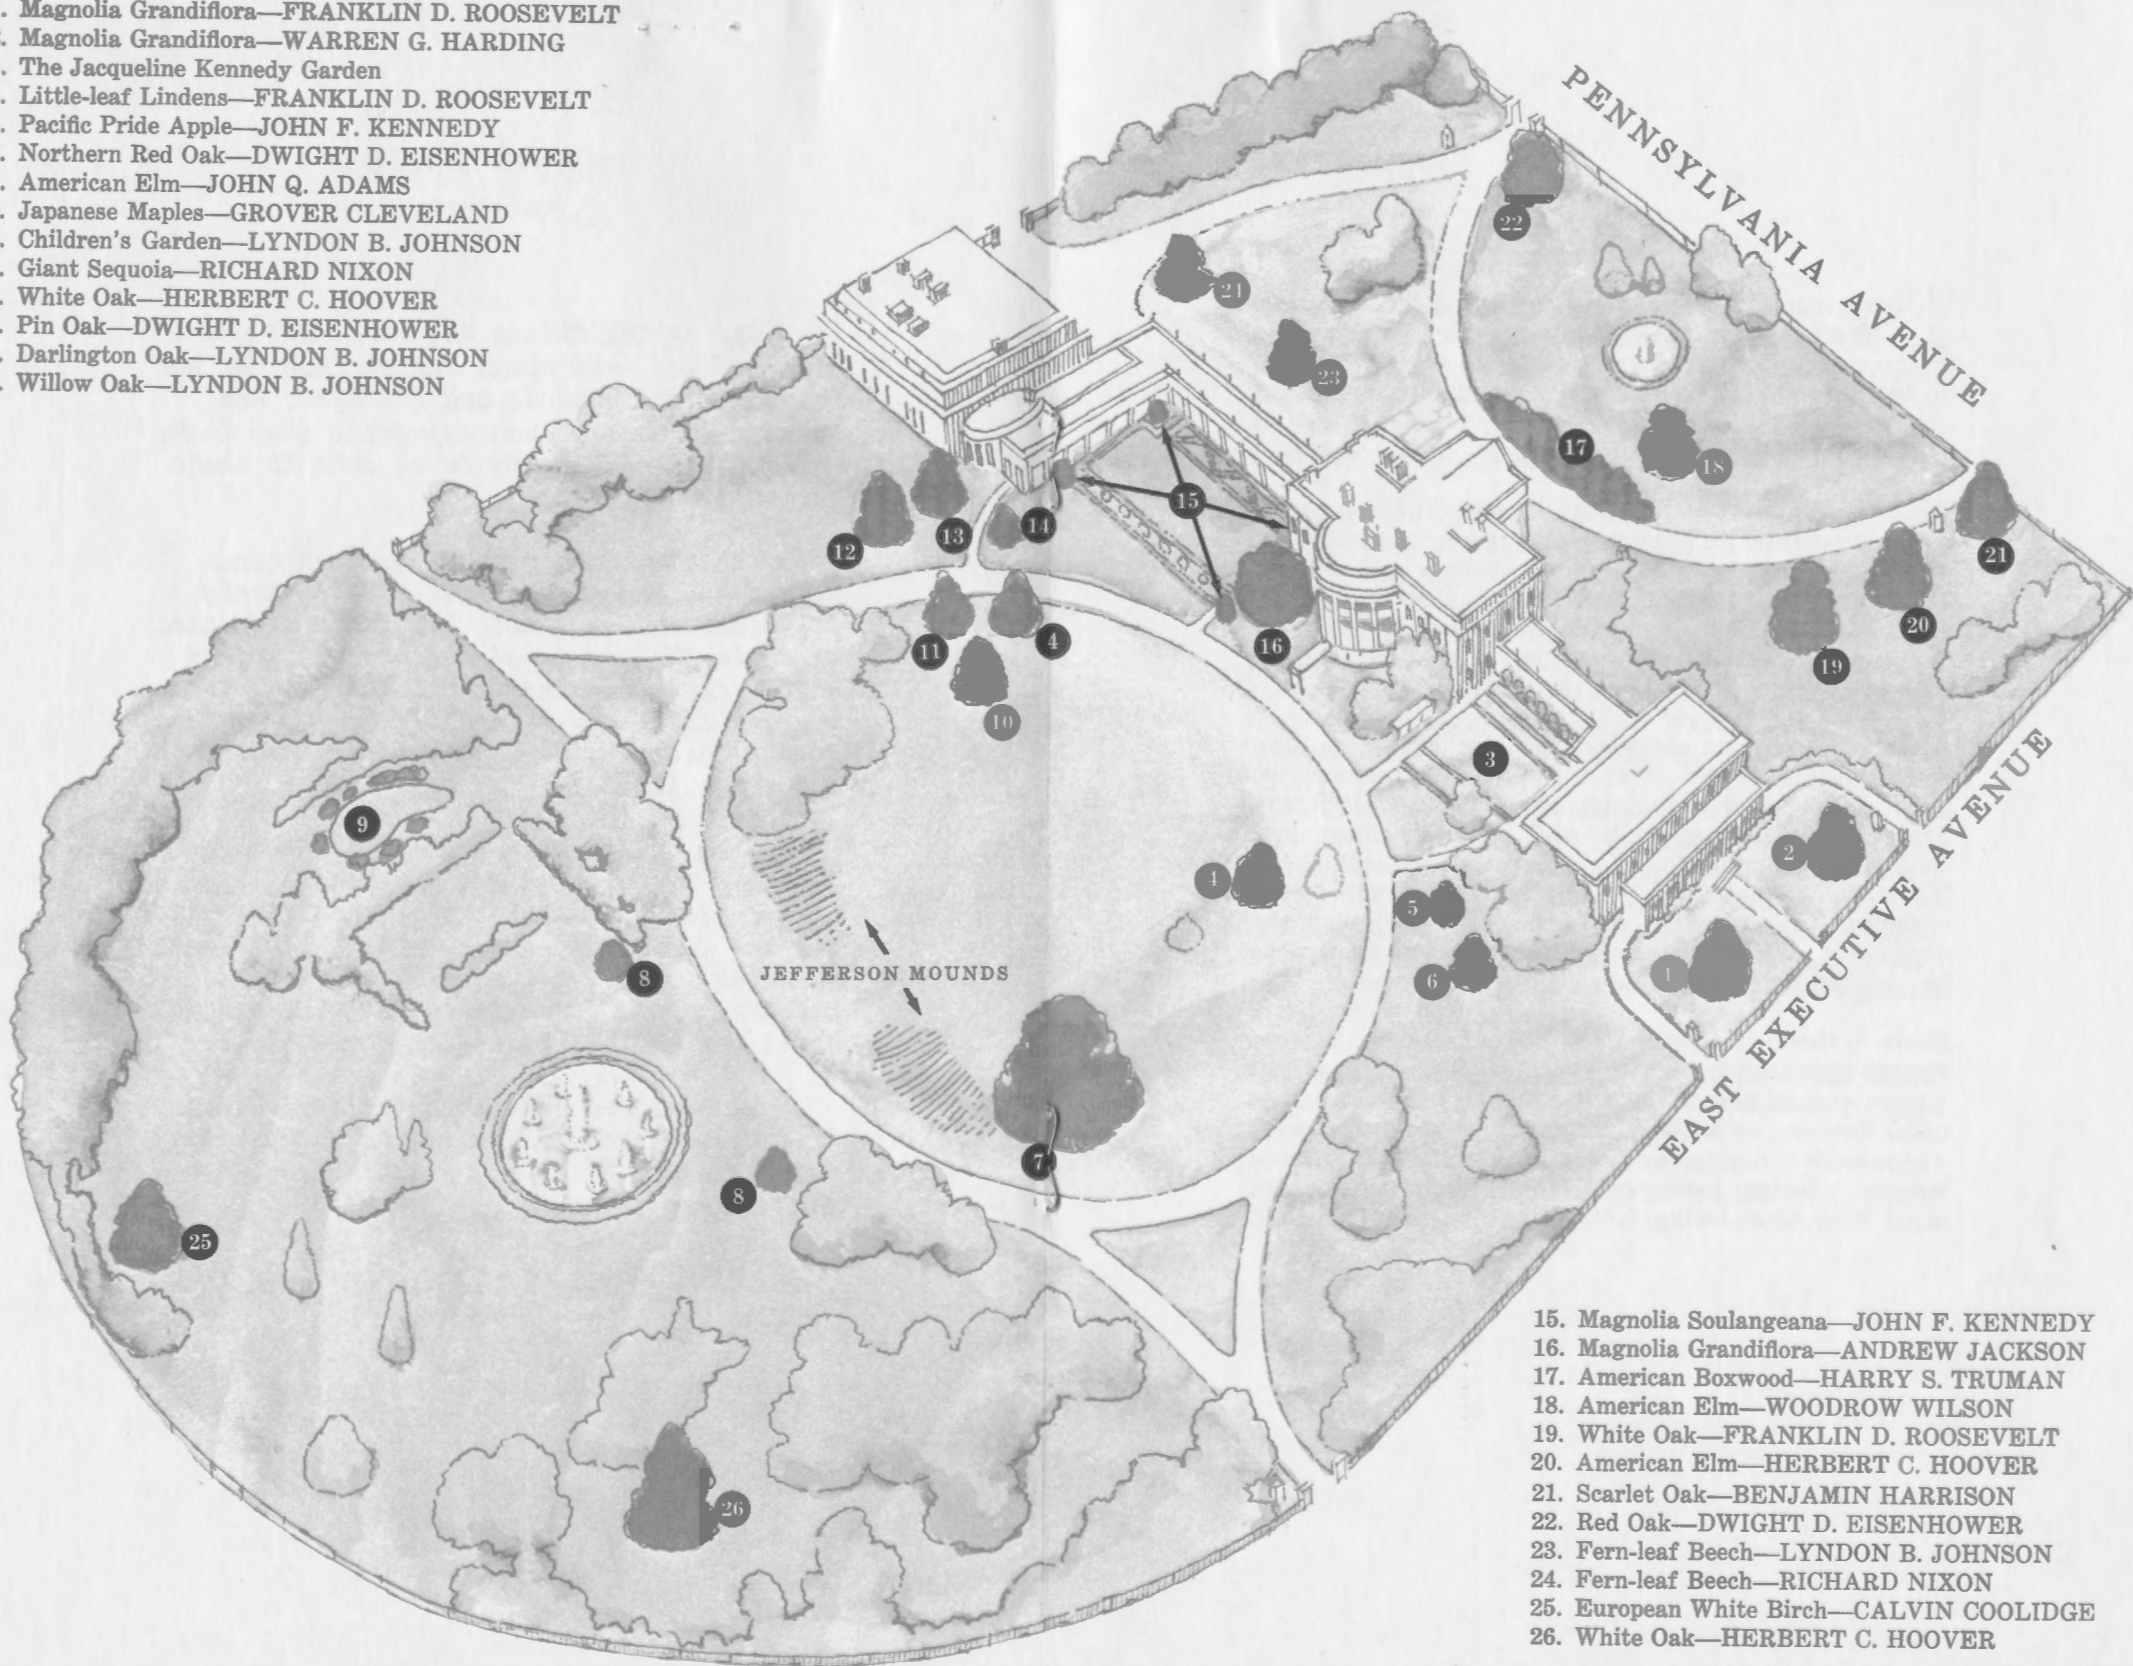 . Magnolia Grandiflora—FRANKLIN D. ROOSEVELT
. Magnolia Grandiflora—WARREN G. HARDING
. The Jacqueline Kennedy Garden
. Little-leaf Lindens—FRANKLIN D. ROOSEVELT
. Pacific Pride Apple—JOHN F. KENNEDY
. Northern Red Oak—DWIGHT D. EISENHOWER
. American Elm—JOHN Q. ADAMS
. Japanese Maples—GROVER CLEVELAND
. Children's Garden—LYNDON B. JOHNSON
. Giant Sequoia—RICHARD NIXON
. White Oak—HERBERT C. HOOVER
. Pin Oak—DWIGHT D. EISENHOWER
. Darlington Oak—LYNDON B. JOHNSON
. Willow Oak—LYNDON B. JOHNSON
PENNSYLVANIA AVENUE
22
24
23
17
18
15
14
13
12
21
20
19
16
11
4
10
3
9
2
4
5
6
1
8
JEFFERSON MOUNDS
EAST EXECUTIVE AVENUE
7
8
25
26
15. Magnolia Soulangeana—JOHN F. KENNEDY
16. Magnolia Grandiflora—ANDREW JACKSON
17. American Boxwood—HARRY S. TRUMAN
18. American Elm—WOODROW WILSON
19. White Oak—FRANKLIN D. ROOSEVELT
20. American Elm—HERBERT C. HOOVER
21. Scarlet Oak—BENJAMIN HARRISON
22. Red Oak—DWIGHT D. EISENHOWER
23. Fern-leaf Beech—LYNDON B. JOHNSON
24. Fern-leaf Beech—RICHARD NIXON
25. European White Birch—CALVIN COOLIDGE
26. White Oak—HERBERT C. HOOVER